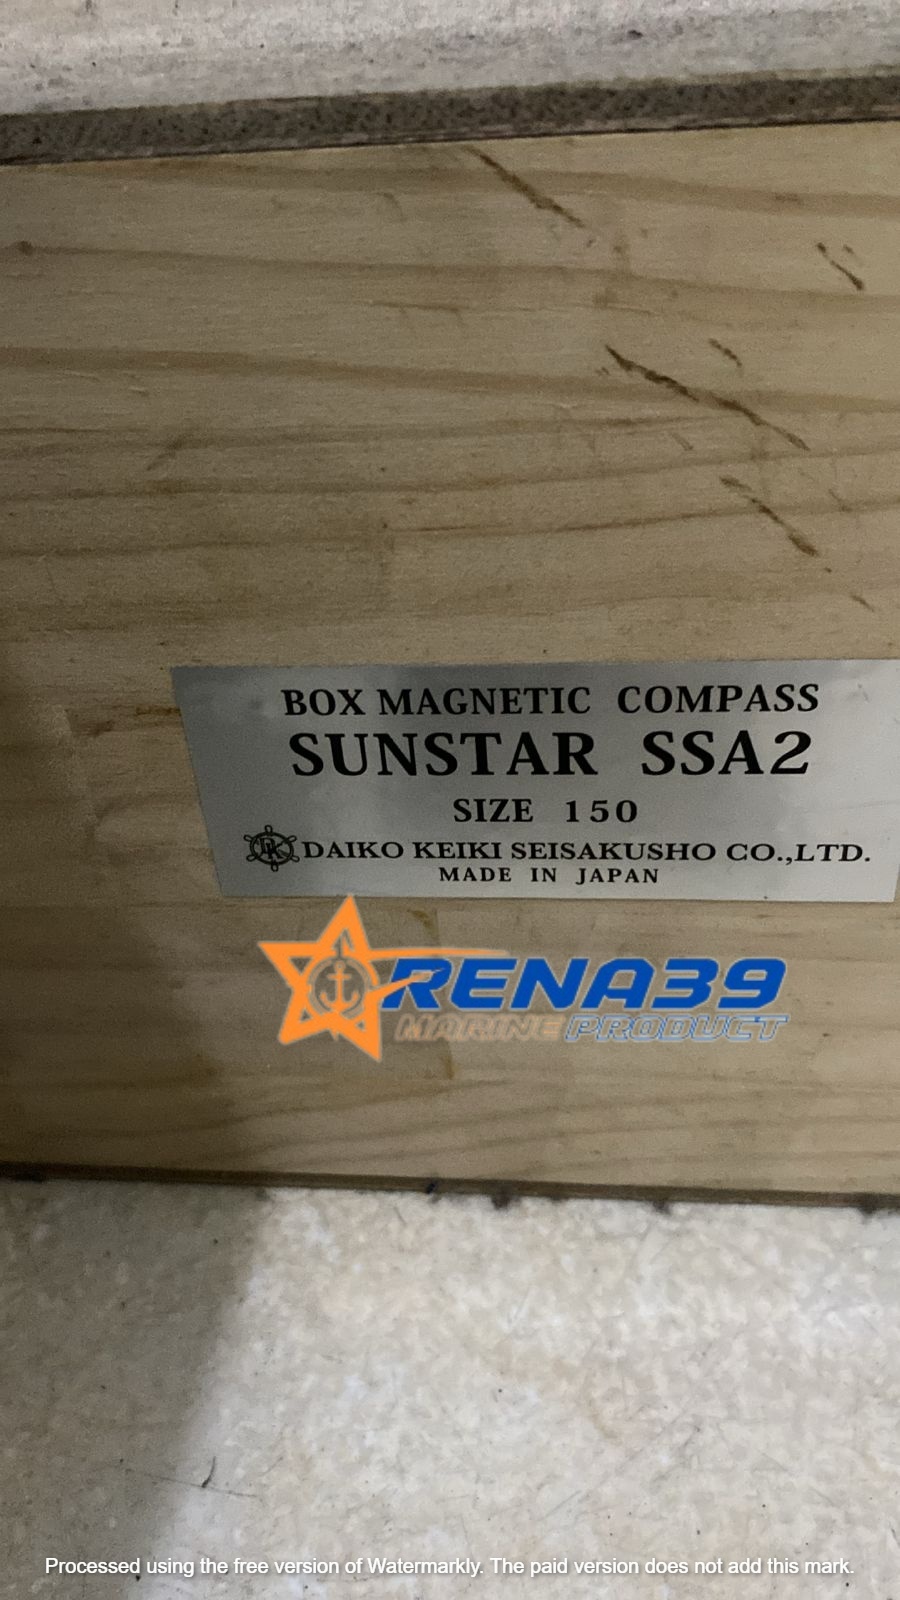 BOX MAGNETIC COMPASS
SUNSTAR SSA2
SIZE 150
DK DAIKO KEIKI SEISAKUSHO CO.,LTD.
MADE IN JAPAN
RENA39
MARINE PRODUCT
Processed using the free version of Watermarkly. The paid version does not add this mark.